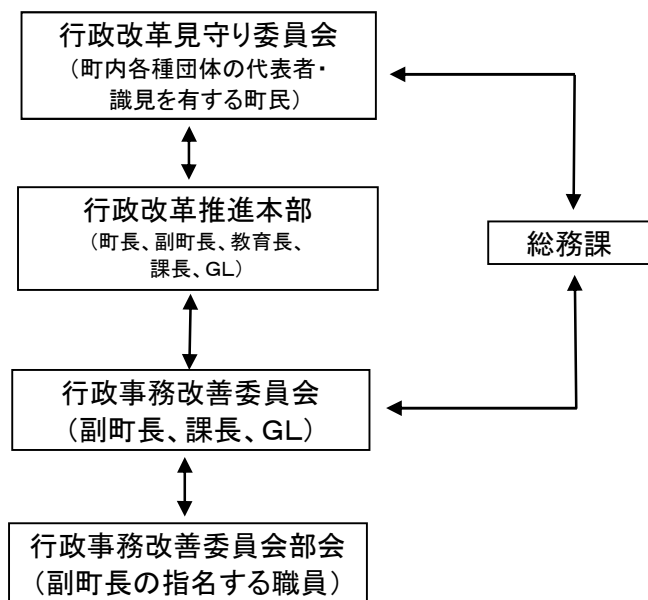 行政改革見守り委員会
（町内各種団体の代表者・
識見を有する町民）
行政改革推進本部
（町長、副町長、教育長、
課長、ＧＬ）
総務課
行政事務改善委員会
（副町長、課長、ＧＬ）
行政事務改善委員会部会
（副町長の指名する職員）